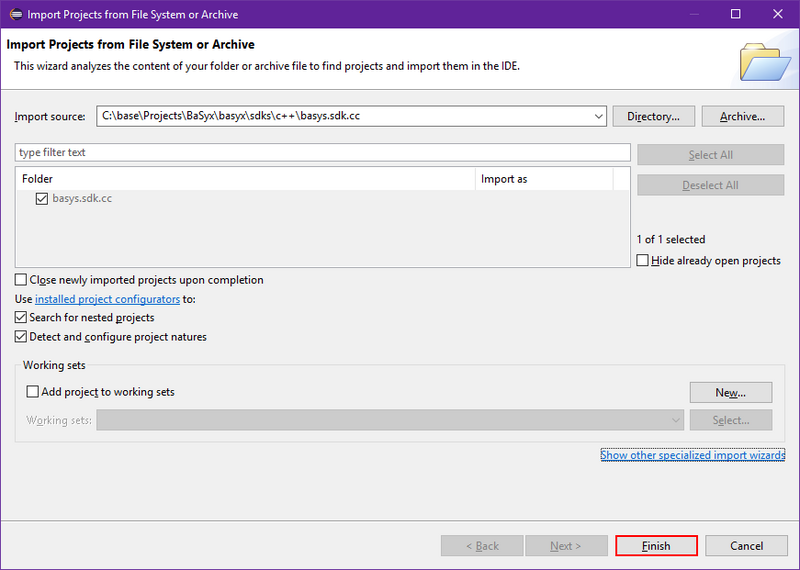 Import Projects from File System or Archive
Import Projects from File System or Archive
This wizard analyzes the content of your folder or archive file to find projects and import them in the IDE.
Import source: C:\base\Projects\BaSyx\basyx\sdks\c++\basys.sdk.cc Directory... Archive...
type filter text Select All
Folder Import as Deselect All
basys.sdk.cc
1 of 1 selected
Hide already open projects
Close newly imported projects upon completion
Use installed project configurators to:
Search for nested projects
Detect and configure project natures
Working sets
Add project to working sets New...
Working sets: Select...
Show other specialized import wizards
< Back Next > Finish Cancel